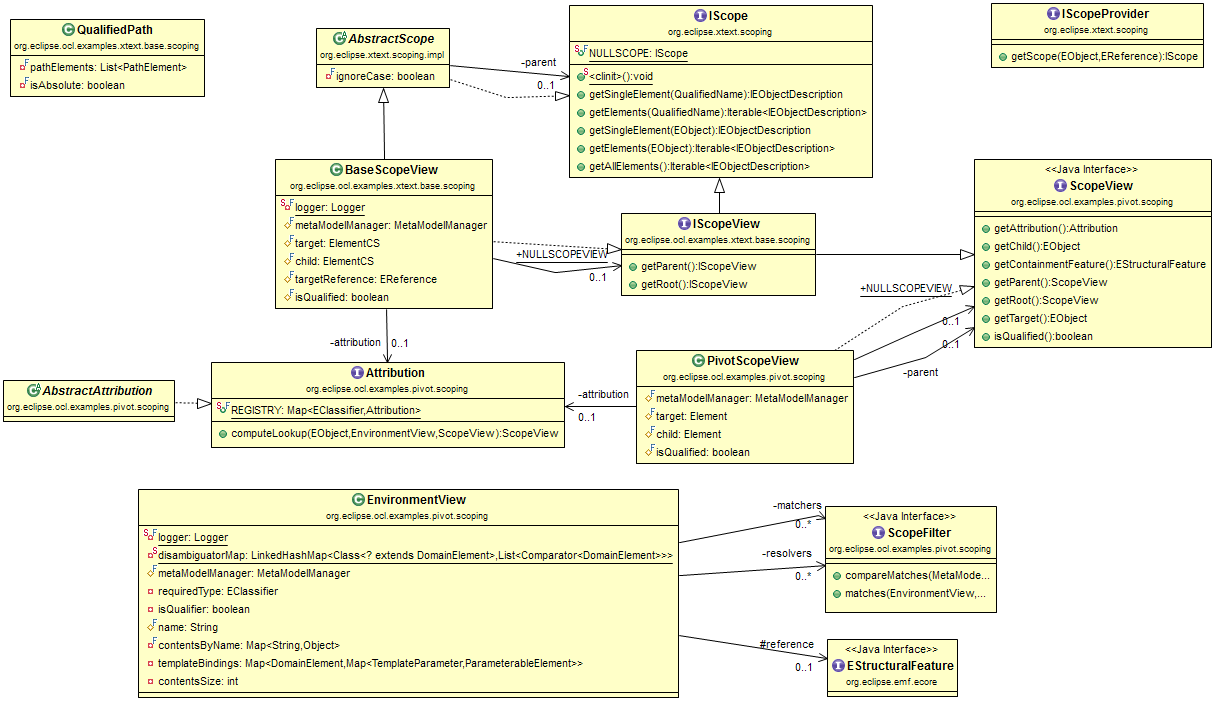 QualifiedPath
org.eclipse.ocl.examples.xtext.base.scoping
pathElements: List<PathElement>
isAbsolute: boolean
AbstractScope
org.eclipse.xtext.scoping.impl
ignoreCase: boolean
-parent
0..1
IScope
org.eclipse.xtext.scoping
NULLSCOPE: IScope
<clinit>():void
getSingleElement(QualifiedName):IEObjectDescription
getElements(QualifiedName):Iterable<IEObjectDescription>
getSingleElement(EObject):IEObjectDescription
getElements(EObject):Iterable<IEObjectDescription>
getAllElements():Iterable<IEObjectDescription>
IScopeProvider
org.eclipse.xtext.scoping
getScope(EObject,EReference):IScope
BaseScopeView
org.eclipse.ocl.examples.xtext.base.scoping
logger: Logger
metaModelManager: MetaModelManager
target: ElementCS
child: ElementCS
targetReference: EReference
isQualified: boolean
+NULLSCOPEVIEW
0..1
IScopeView
org.eclipse.ocl.examples.xtext.base.scoping
getParent():IScopeView
getRoot():IScopeView
<<Java Interface>>
ScopeView
org.eclipse.ocl.examples.pivot.scoping
getAttribution():Attribution
getChild():EObject
getContainmentFeature():EStructuralFeature
getParent():ScopeView
getRoot():ScopeView
getTarget():EObject
isQualified():boolean
+NULLSCOPEVIEW
0..1
0..1
-parent
-attribution
0..1
AbstractAttribution
org.eclipse.ocl.examples.pivot.scoping
Attribution
org.eclipse.ocl.examples.pivot.scoping
REGISTRY: Map<EClassifier,Attribution>
computeLookup(EObject,EnvironmentView,ScopeView):ScopeView
-attribution
0..1
PivotScopeView
org.eclipse.ocl.examples.pivot.scoping
metaModelManager: MetaModelManager
target: Element
child: Element
isQualified: boolean
EnvironmentView
org.eclipse.ocl.examples.pivot.scoping
logger: Logger
disambiguatorMap: LinkedHashMap<Class<? extends DomainElement>,List<Comparator<DomainElement>>>
metaModelManager: MetaModelManager
requiredType: EClassifier
isQualifier: boolean
name: String
contentsByName: Map<String,Object>
templateBindings: Map<DomainElement,Map<TemplateParameter,ParameterableElement>>
contentsSize: int
-matchers
0..*
-resolvers
0..*
#reference
0..1
<<Java Interface>>
ScopeFilter
org.eclipse.ocl.examples.pivot.scoping
compareMatches(MetaMode...
matches(EnvironmentView,...
<<Java Interface>>
EStructuralFeature
org.eclipse.emf.ecore